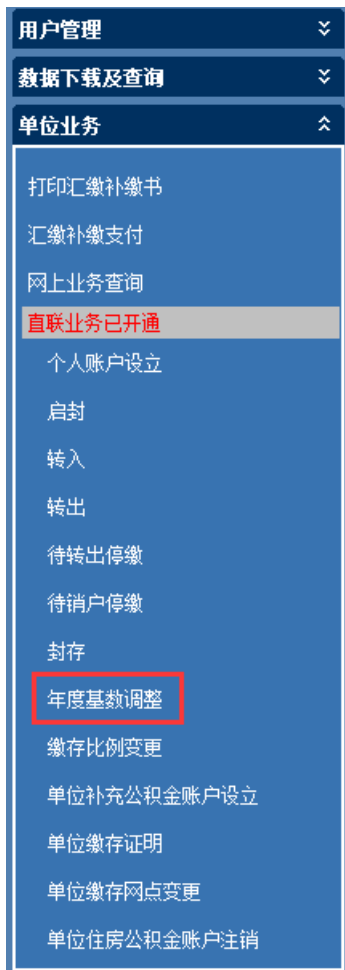 用户管理
数据下载及查询
单位业务
打印汇缴补缴书
汇缴补缴支付
网上业务查询
直联业务已开通
个人账户设立
启封
转入
转出
待转出停缴
待销户停缴
封存
年度基数调整
缴存比例变更
单位补充公积金账户设立
单位缴存证明
单位缴存网点变更
单位住房公积金账户注销